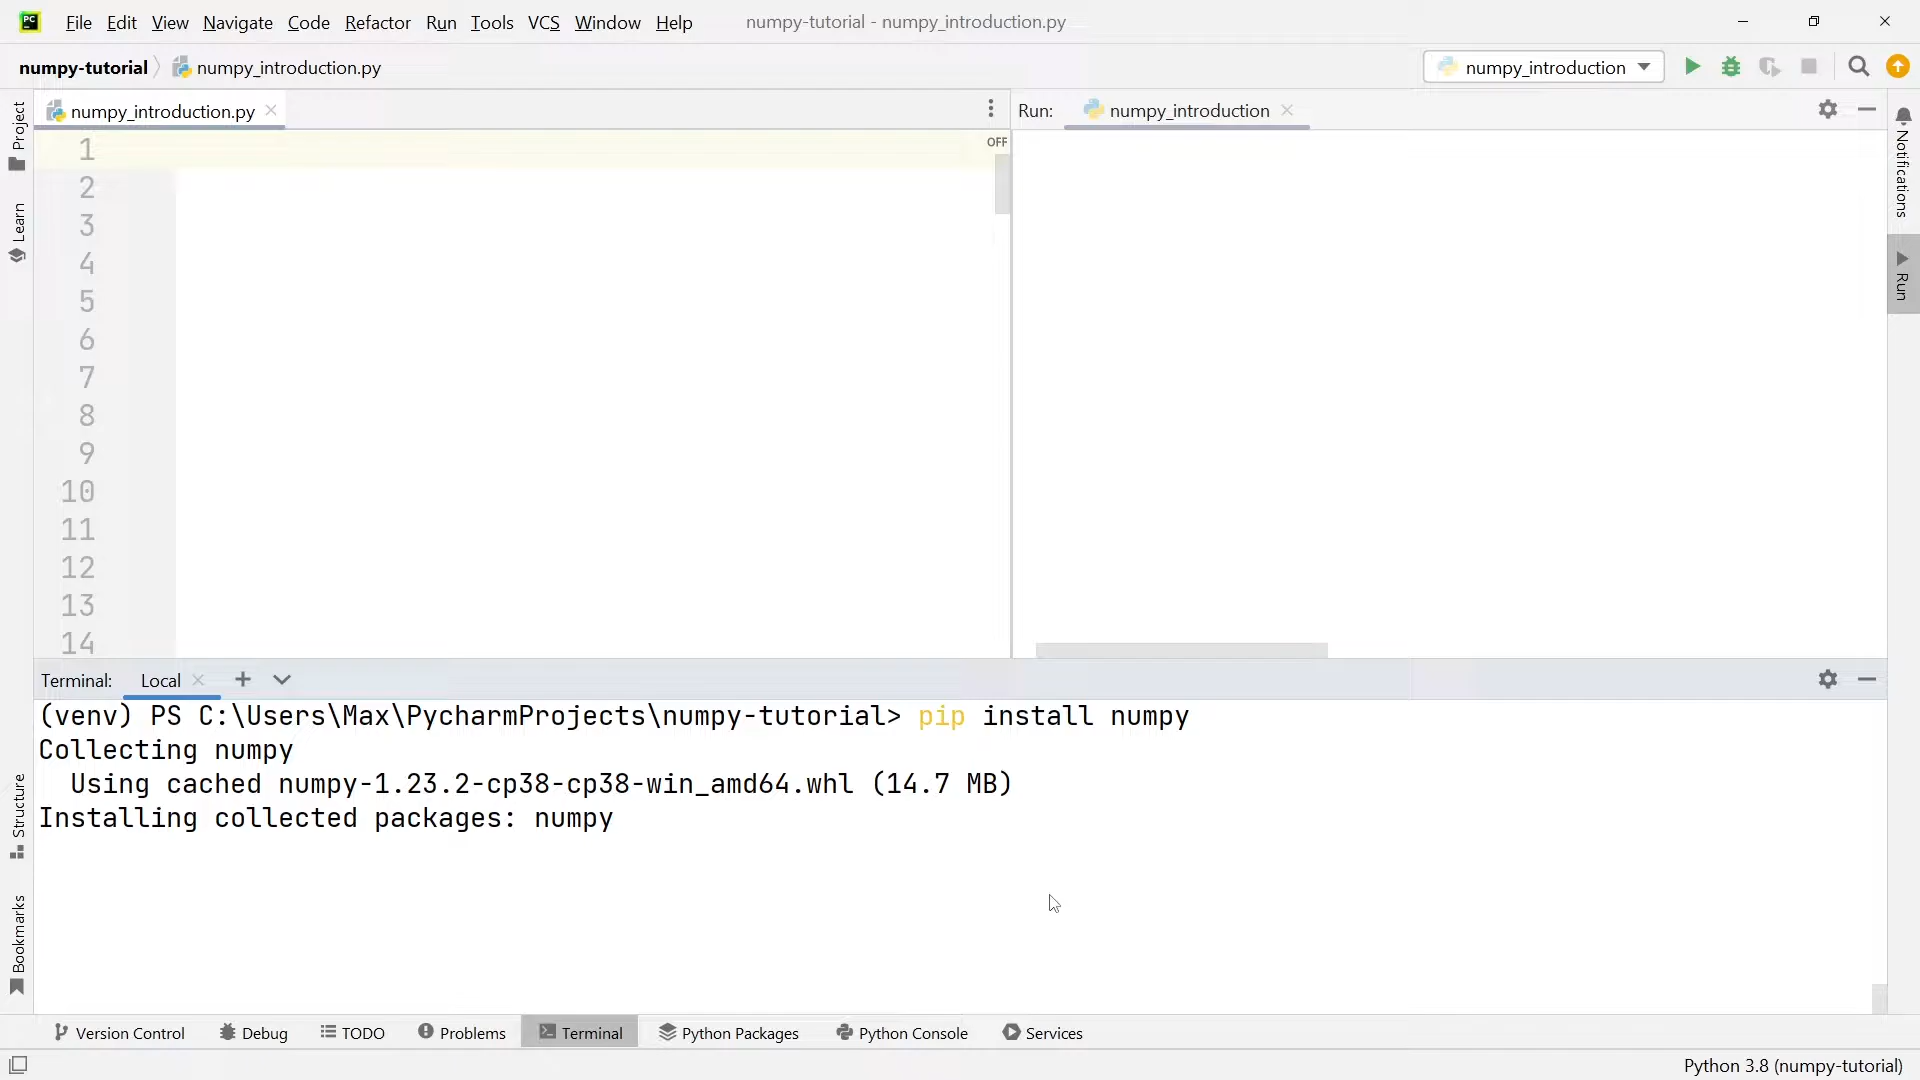 PC File Edit View Navigate Code Refactor Run Tools VCS Window Help numpy-tutorial - numpy_introduction.py
numpy-tutorial numpy_introduction.py numpy_introduction
numpy_introduction.py Run: numpy_introduction
OFF
1
2
3
4
5
6
7
8
9
10
11
12
13
14
Project
Learn
Structure
Bookmarks
Notifications
Run
Terminal: Local
(venv) PS C:\Users\Max\PycharmProjects\numpy-tutorial> pip install numpy
Collecting numpy
  Using cached numpy-1.23.2-cp38-cp38-win_amd64.whl (14.7 MB)
Installing collected packages: numpy
Version Control Debug TODO Problems Terminal Python Packages Python Console Services
Python 3.8 (numpy-tutorial)